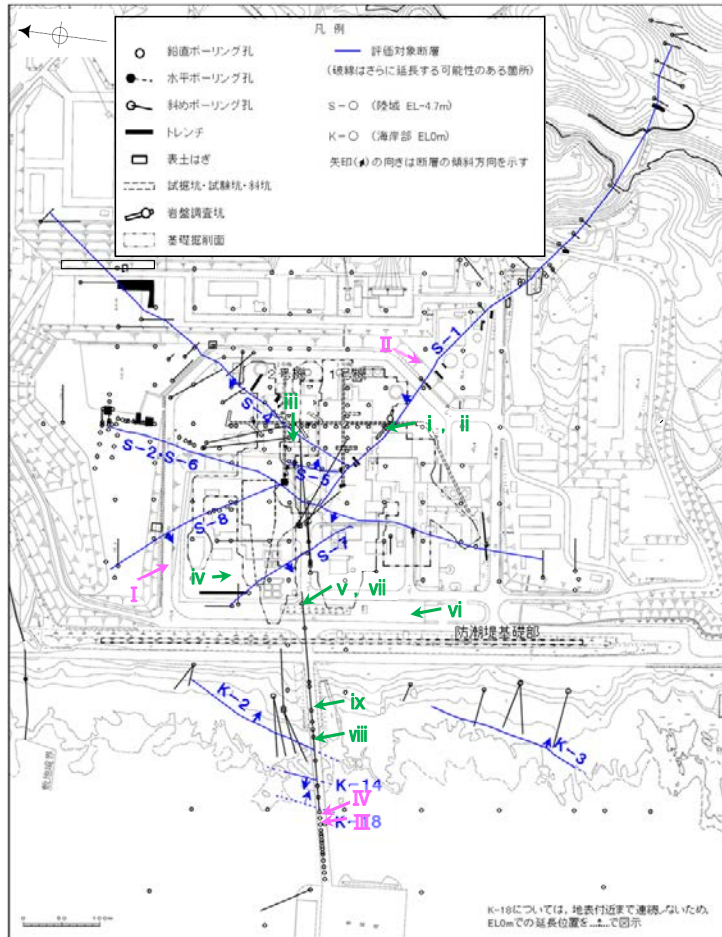 凡 例
鉛直ボーリング孔
水平ボーリング孔
斜めボーリング孔
トレンチ
表土はぎ
試掘坑・試験坑・斜坑
岩盤調査坑
基礎掘削面
評価対象断層
(破線はさらに延長する可能性のある箇所)
S-○ (陸域 EL-4.7m)
K-○ (海岸部 EL0m)
矢印( )の向きは断層の傾斜方向を示す
S-1
Ⅱ
2号機
1号機
S-4
ⅲ
ⅰ , ⅱ
S-2・S-6
S-5
S-8
S-7
Ⅰ
ⅳ
ⅴ , ⅶ
ⅵ
防潮堤基礎部
K-2
ⅸ
K-3
ⅷ
敷地境界
K-14
Ⅳ
Ⅲ
K-18
K-18については、地表付近まで連続しないため、
EL0mでの延長位置を で図示
0 50 100m